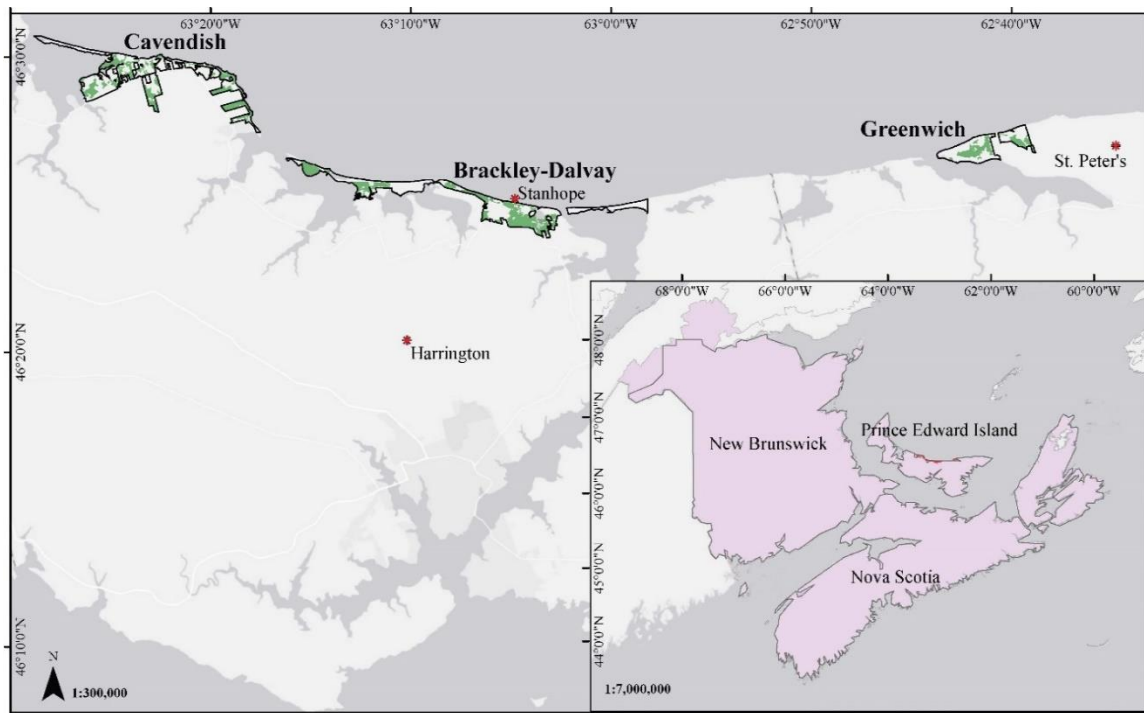 63°20'0"W
63°10'0"W
63°0'0"W
62°50'0"W
62°40'0"W
46°30'0"N
46°20'0"N
46°10'0"N
Cavendish
Greenwich
St. Peter's
Brackley-Dalvay
Stanhope
Harrington
N
1:300,000
68°0'0"W
66°0'0"W
64°0'0"W
62°0'0"W
60°0'0"W
48°0'0"N
47°0'0"N
46°0'0"N
45°0'0"N
44°0'0"N
New Brunswick
Prince Edward Island
Nova Scotia
1:7,000,000